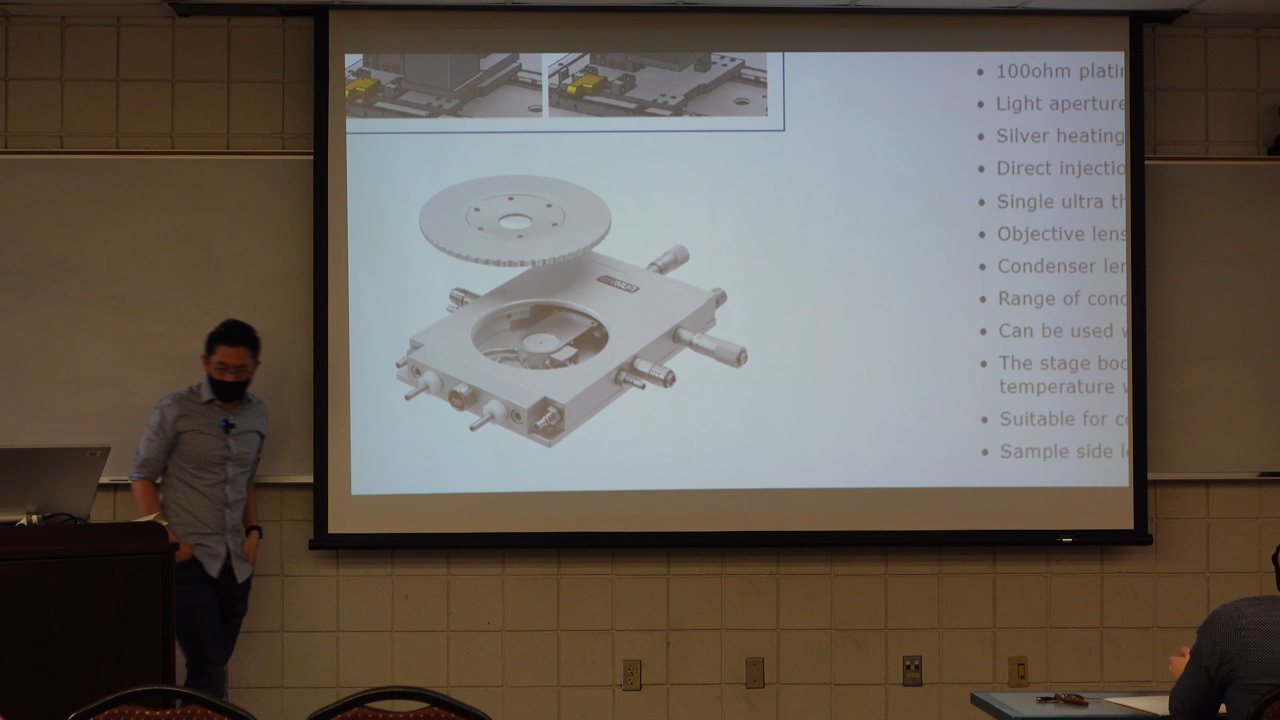 100ohm plati
Light aperture
Silver heating
Direct injectio
Single ultra th
Objective lens
Condenser le
Range of cond
Can be used
The stage bod
temperature
Suitable for c
Sample side l